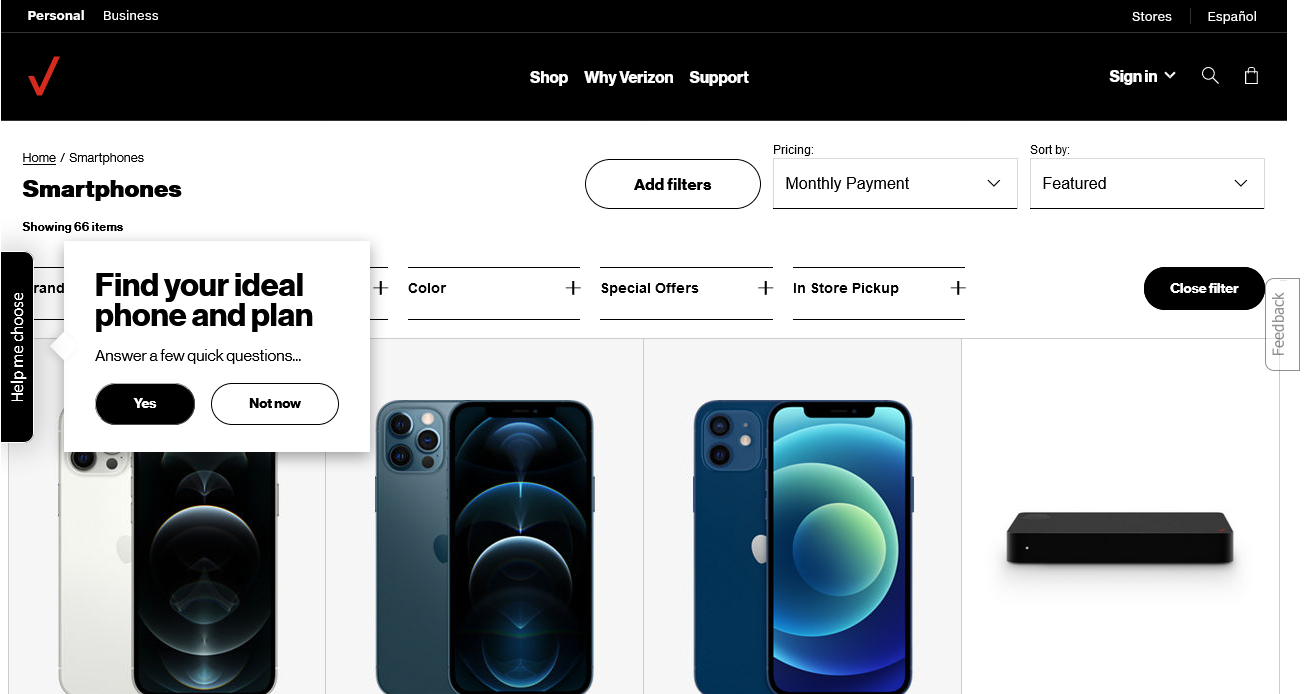 Personal
Business
Stores
Español
Shop
Why Verizon
Support
Sign in
Home / Smartphones
Smartphones
Showing 66 items
Add filters
Pricing:
Monthly Payment
Sort by:
Featured
Color
Special Offers
In Store Pickup
Close filter
Help me choose
Find your ideal
phone and plan
Answer a few quick questions...
Yes
Not now
Feedback